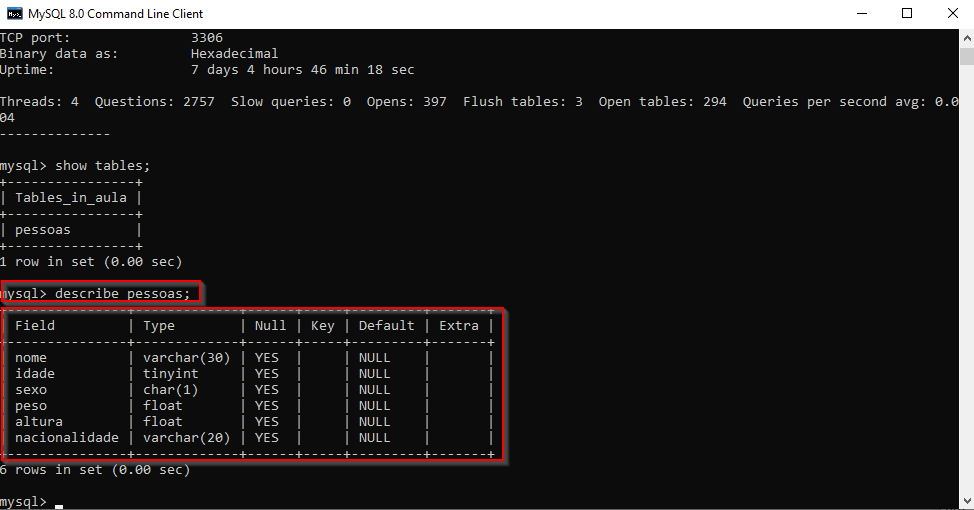 MySQL 8.0 Command Line Client
TCP port:               3306
Binary data as:         Hexadecimal
Uptime:                 7 days 4 hours 46 min 18 sec
Threads: 4  Questions: 2757  Slow queries: 0  Opens: 397  Flush tables: 3  Open tables: 294  Queries per second avg: 0.0
04
--------------
mysql> show tables;
+----------------+
| Tables_in_aula |
+----------------+
| pessoas        |
+----------------+
1 row in set (0.00 sec)
mysql> describe pessoas;
+---------------+-------------+------+-----+---------+-------+
| Field         | Type        | Null | Key | Default | Extra |
+---------------+-------------+------+-----+---------+-------+
| nome          | varchar(30) | YES  |     | NULL    |       |
| idade         | tinyint     | YES  |     | NULL    |       |
| sexo          | char(1)     | YES  |     | NULL    |       |
| peso          | float       | YES  |     | NULL    |       |
| altura        | float       | YES  |     | NULL    |       |
| nacionalidade | varchar(20) | YES  |     | NULL    |       |
+---------------+-------------+------+-----+---------+-------+
6 rows in set (0.00 sec)
mysql>